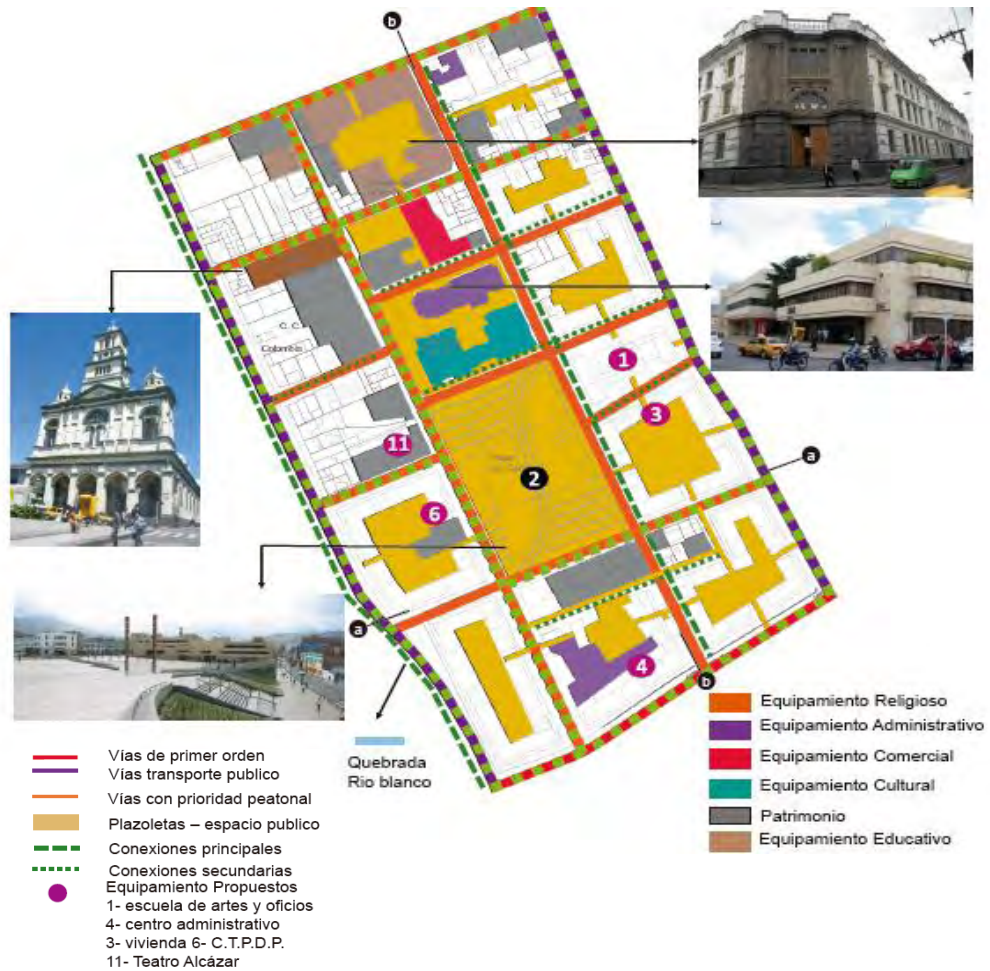 b
C. C.
Colombia
1
3
11
a
2
6
a
4
b
Quebrada
Rio blanco
Equipamiento Religioso
Equipamiento Administrativo
Equipamiento Comercial
Equipamiento Cultural
Patrimonio
Equipamiento Educativo
Vías de primer orden
Vías transporte publico
Vías con prioridad peatonal
Plazoletas – espacio publico
Conexiones principales
Conexiones secundarias
Equipamiento Propuestos
1- escuela de artes y oficios
4- centro administrativo
3- vivienda 6- C.T.P.D.P.
11- Teatro Alcázar